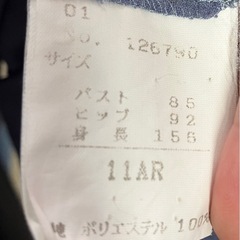 01
No. 126790
サイズ
バスト 85
ヒップ 92
身長 155
11AR
地 ポリエステル 100%